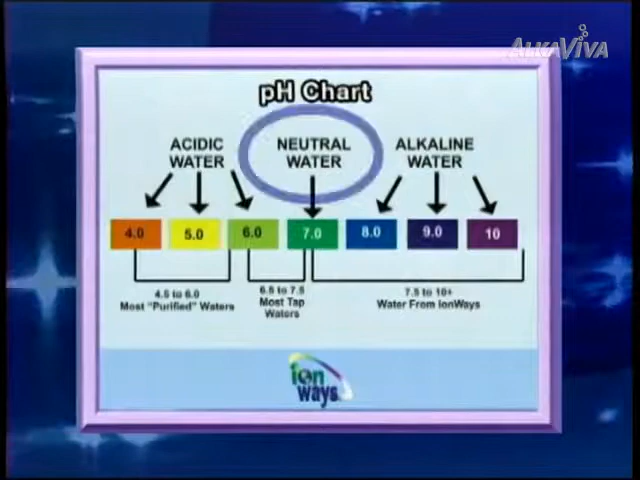 ALKAVIVA
pH Chart
ACIDIC
WATER
NEUTRAL
WATER
ALKALINE
WATER
4.0
5.0
6.0
7.0
8.0
9.0
10
4.5 to 6.0
Most "Purified" Waters
6.5 to 7.5
Most Tap
Waters
7.5 to 10+
Water From IonWays
ion
ways